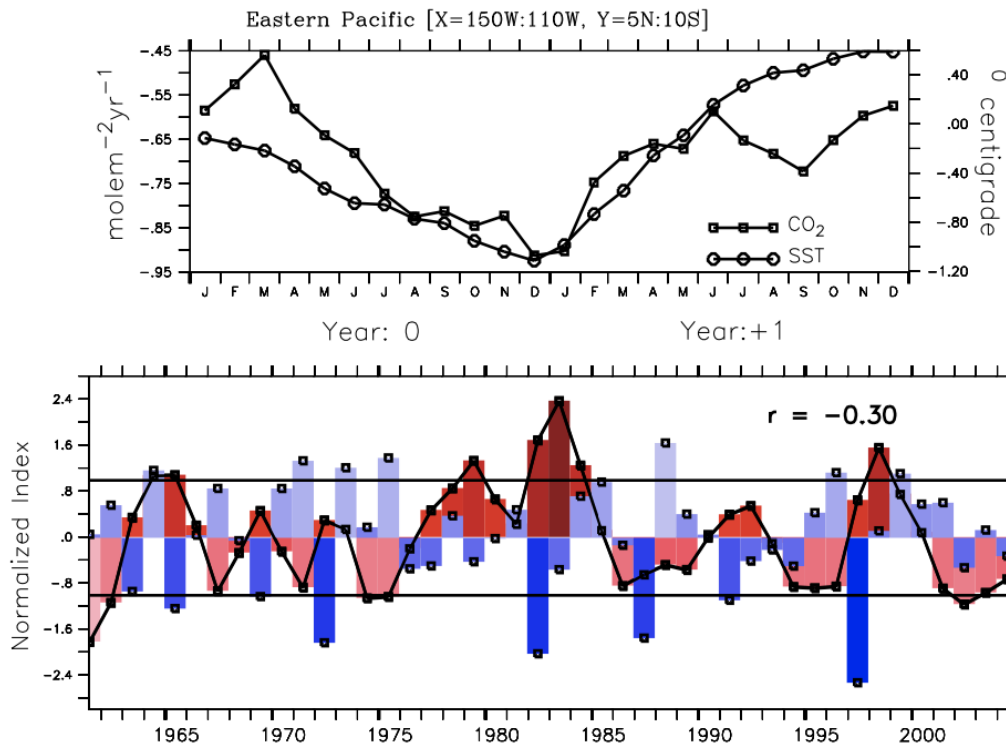 Eastern Pacific [X=150W:110W, Y=5N:10S]
-.45
-.55
-.65
-.75
-.85
-.95
molem−2yr−1
.40
.00
-.40
-.80
-1.20
0 centigrade
CO2
SST
J F M A M J J A S O N D J F M A M J J A S O N D
Year: 0 Year:+1
2.4
1.6
.8
.0
-0.8
-1.6
-2.4
Normalized Index
r = −0.30
1965 1970 1975 1980 1985 1990 1995 2000